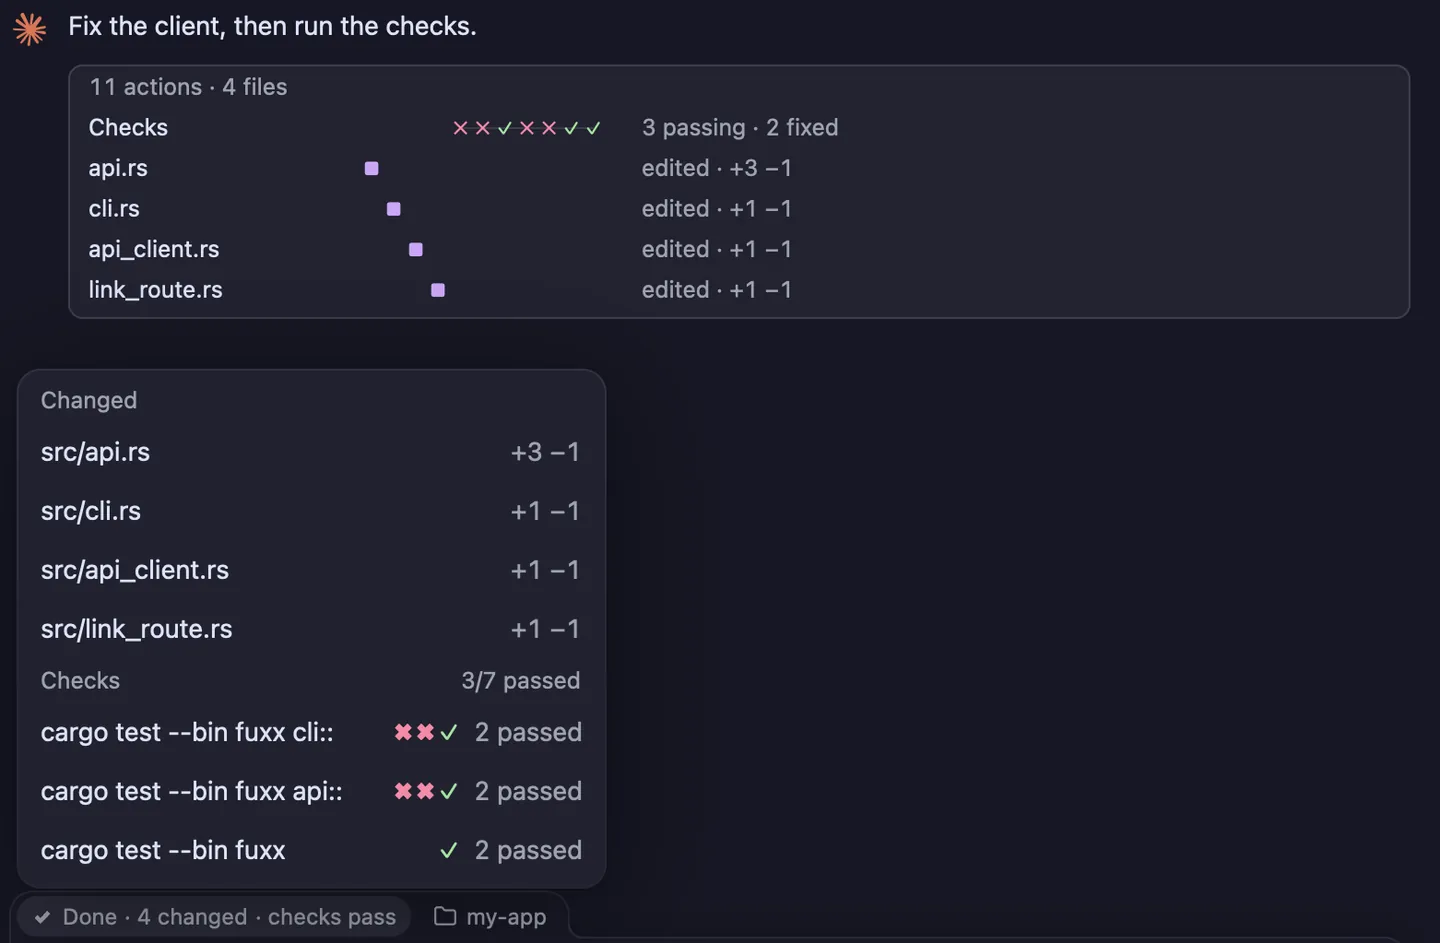 Fix the client, then run the checks.
11 actions · 4 files
Checks ××✓××✓✓ 3 passing · 2 fixed
api.rs edited · +3 −1
cli.rs edited · +1 −1
api_client.rs edited · +1 −1
link_route.rs edited · +1 −1
Changed
src/api.rs +3 −1
src/cli.rs +1 −1
src/api_client.rs +1 −1
src/link_route.rs +1 −1
Checks 3/7 passed
cargo test --bin fuxx cli:: ✖✖✓ 2 passed
cargo test --bin fuxx api:: ✖✖✓ 2 passed
cargo test --bin fuxx ✓ 2 passed
✓ Done · 4 changed · checks pass my-app